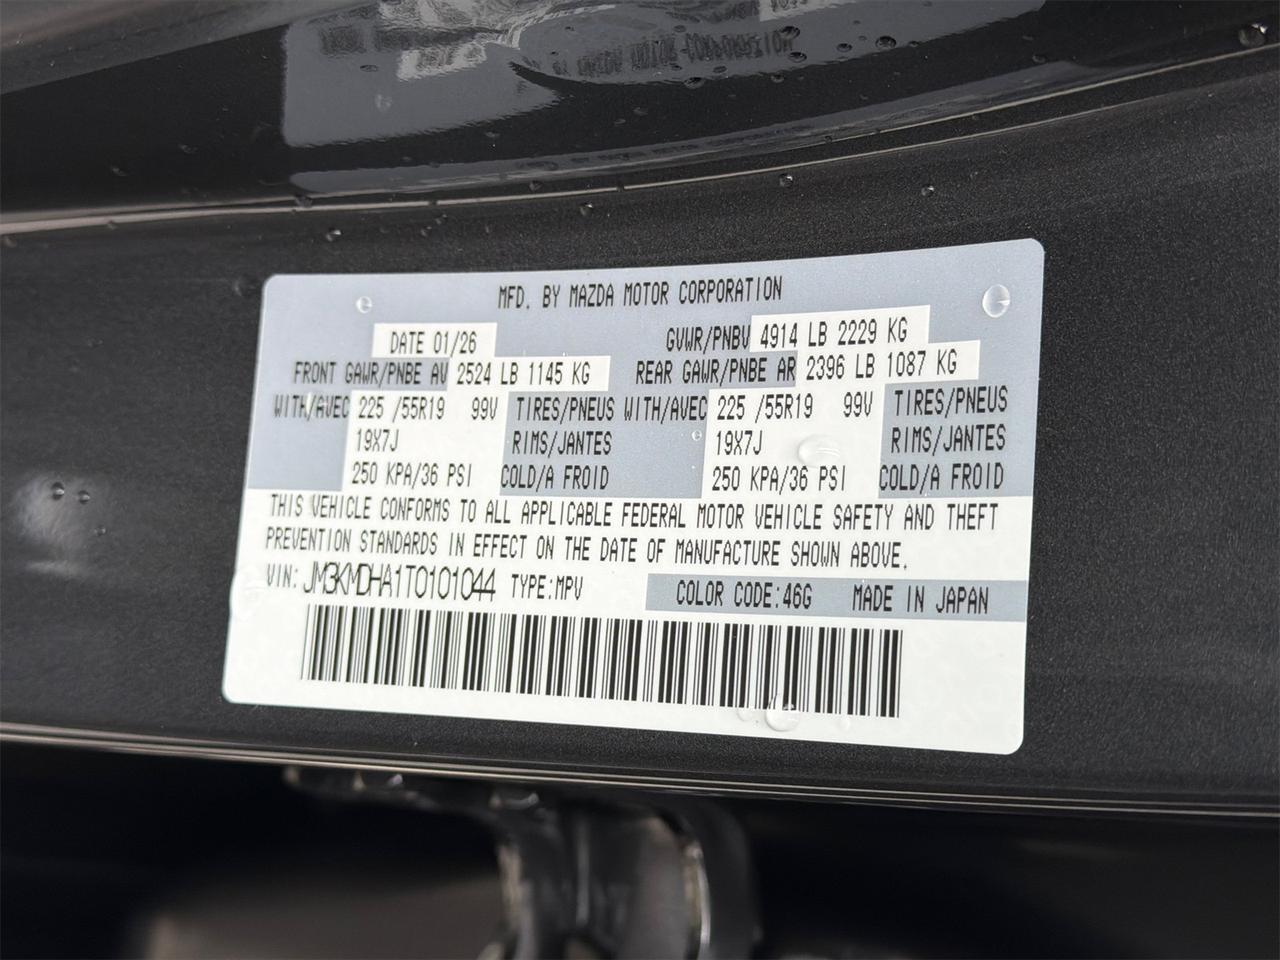 MFD. BY MAZDA MOTOR CORPORATION
DATE 01/26 GVWR/PNBV 4914 LB 2229 KG
FRONT GAWR/PNBE AV 2524 LB 1145 KG REAR GAWR/PNBE AR 2396 LB 1087 KG
WITH/AVEC 225 /55R19 99V TIRES/PNEUS WITH/AVEC 225 /55R19 99V TIRES/PNEUS
19X7J RIMS/JANTES 19X7J RIMS/JANTES
250 KPA/36 PSI COLD/A FROID 250 KPA/36 PSI COLD/A FROID
THIS VEHICLE CONFORMS TO ALL APPLICABLE FEDERAL MOTOR VEHICLE SAFETY AND THEFT
PREVENTION STANDARDS IN EFFECT ON THE DATE OF MANUFACTURE SHOWN ABOVE.
VIN: JM3KMDHA1T0101044 TYPE:MPV COLOR CODE:46G MADE IN JAPAN